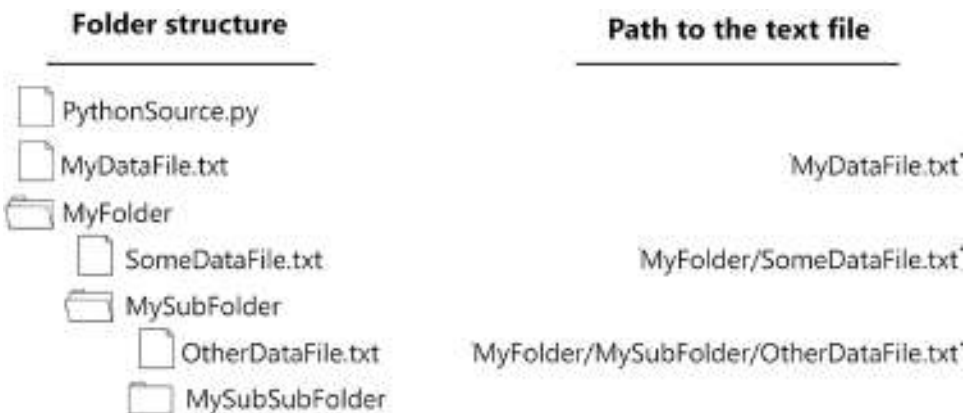 Folder structure Path to the text file
PythonSource.py
MyDataFile.txt 'MyDataFile.txt'
MyFolder
SomeDataFile.txt 'MyFolder/SomeDataFile.txt'
MySubFolder
OtherDataFile.txt 'MyFolder/MySubFolder/OtherDataFile.txt'
MySubSubFolder